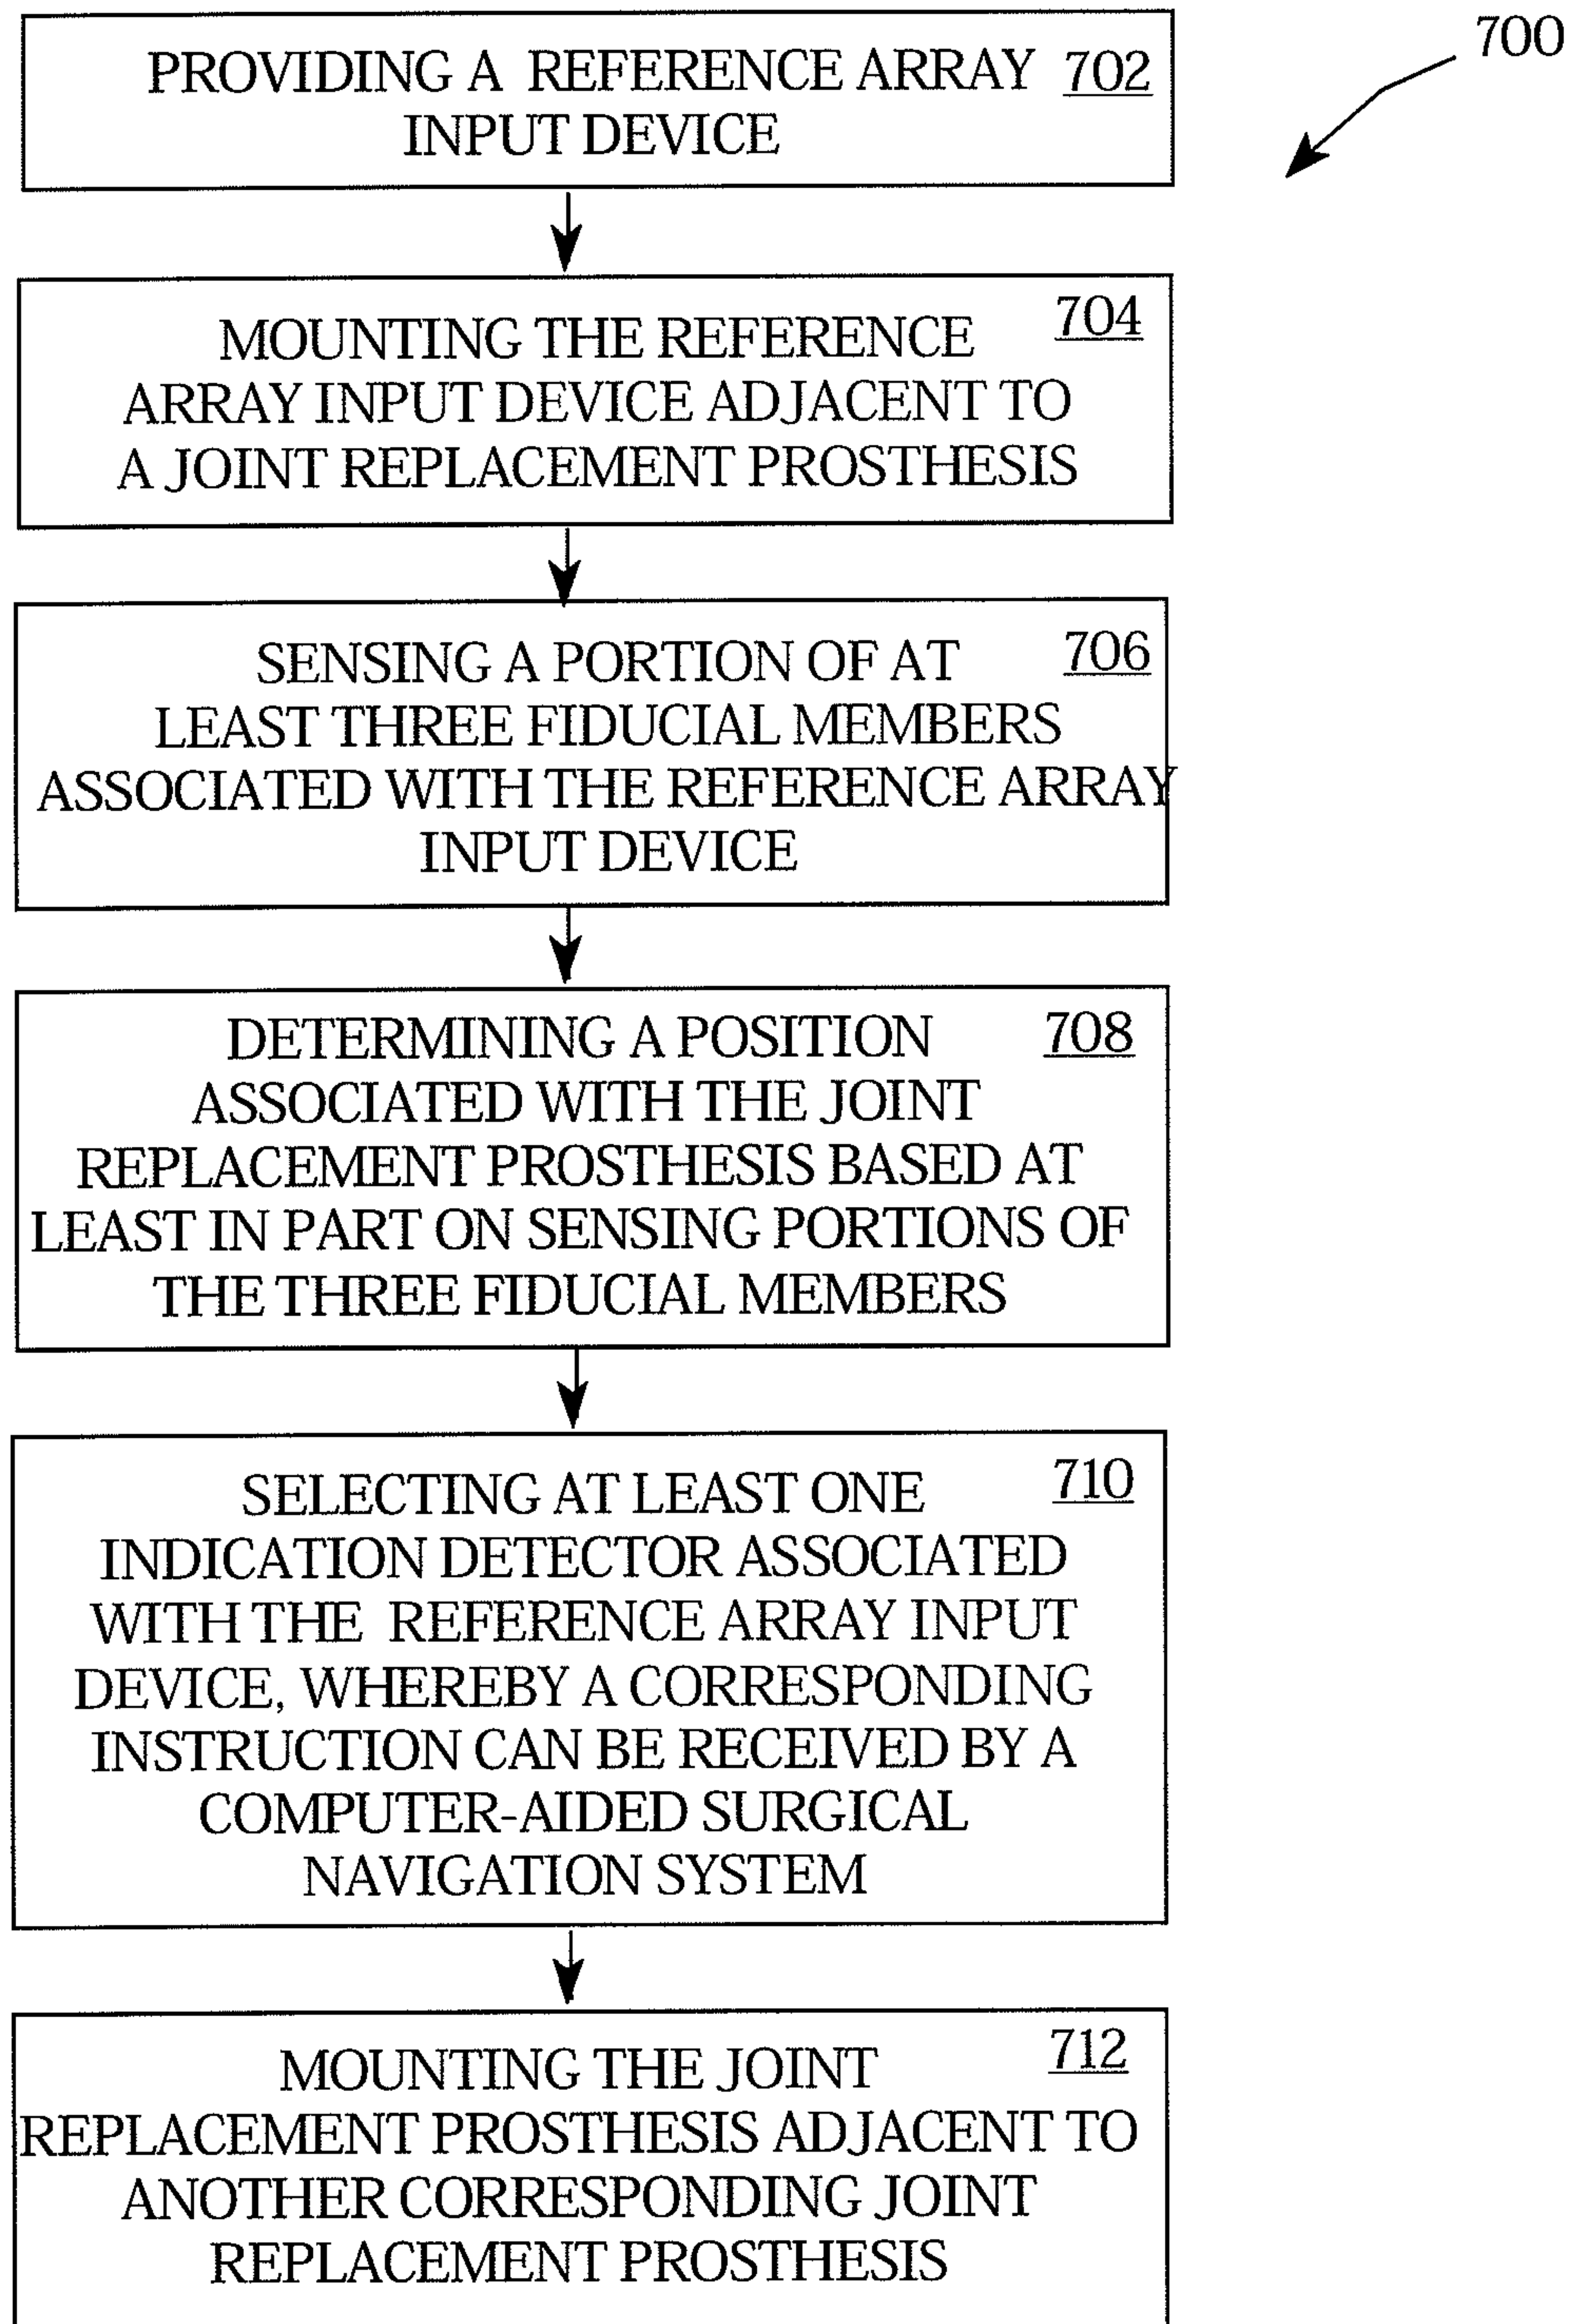 700
PROVIDING A REFERENCE ARRAY 702
INPUT DEVICE
704
MOUNTING THE REFERENCE
ARRAY INPUT DEVICE ADJACENT TO
A JOINT REPLACEMENT PROSTHESIS
SENSING A PORTION OF AT 706
LEAST THREE FIDUCIAL MEMBERS
ASSOCIATED WITH THE REFERENCE ARRAY
INPUT DEVICE
DETERMINING A POSITION 708
ASSOCIATED WITH THE JOINT
REPLACEMENT PROSTHESIS BASED AT
LEAST IN PART ON SENSING PORTIONS OF
THE THREE FIDUCIAL MEMBERS
SELECTING AT LEAST ONE 710
INDICATION DETECTOR ASSOCIATED
WITH THE REFERENCE ARRAY INPUT
DEVICE, WHEREBY A CORRESPONDING
INSTRUCTION CAN BE RECEIVED BY A
COMPUTER-AIDED SURGICAL
NAVIGATION SYSTEM
MOUNTING THE JOINT 712
REPLACEMENT PROSTHESIS ADJACENT TO
ANOTHER CORRESPONDING JOINT
REPLACEMENT PROSTHESIS